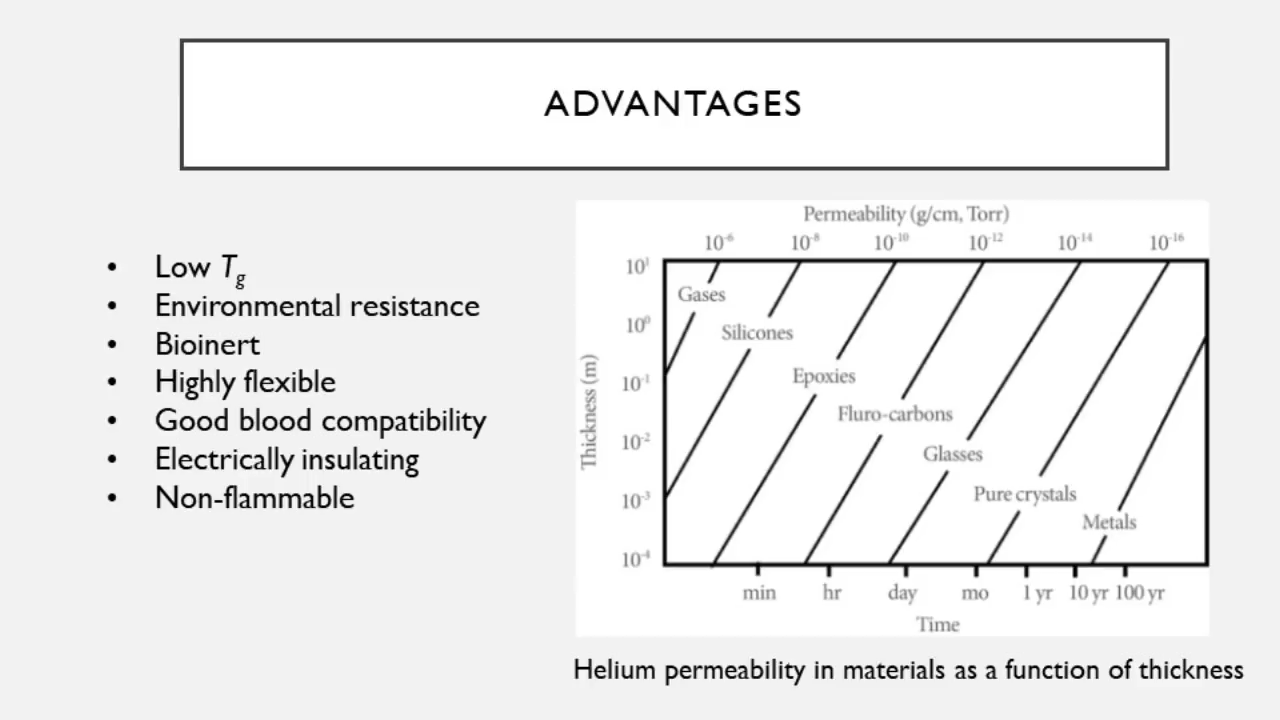 ADVANTAGES
• Low Tg
• Environmental resistance
• Bioinert
• Highly flexible
• Good blood compatibility
• Electrically insulating
• Non-flammable
Permeability (g/cm, Torr)
10⁻⁶ 10⁻⁸ 10⁻¹⁰ 10⁻¹² 10⁻¹⁴ 10⁻¹⁶
Thickness (m)
10¹
10⁰
10⁻¹
10⁻²
10⁻³
10⁻⁴
Gases
Silicones
Epoxies
Fluro-carbons
Glasses
Pure crystals
Metals
min hr day mo 1 yr 10 yr 100 yr
Time
Helium permeability in materials as a function of thickness